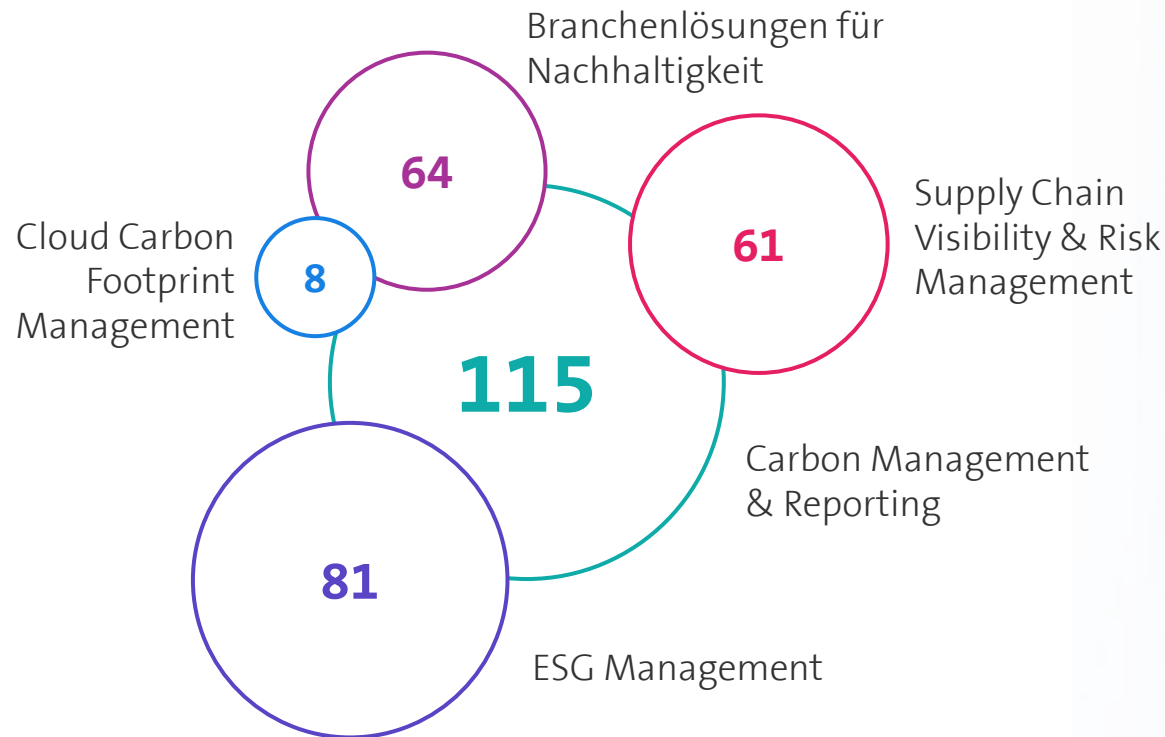 Branchenlösungen für
Nachhaltigkeit
64
Supply Chain
Visibility & Risk
Management
61
Cloud Carbon
Footprint
Management
8
115
Carbon Management
& Reporting
81
ESG Management